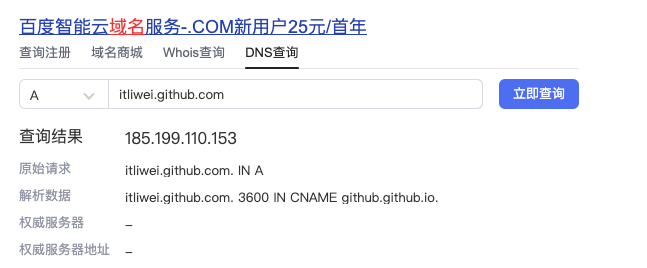 百度智能云域名服务-.COM新用户25元/首年
查询注册 域名商城 Whois查询 DNS查询
A itliwei.github.com 立即查询
查询结果 185.199.110.153
原始请求 itliwei.github.com. IN A
解析数据 itliwei.github.com. 3600 IN CNAME github.github.io.
权威服务器 –
权威服务器地址 –